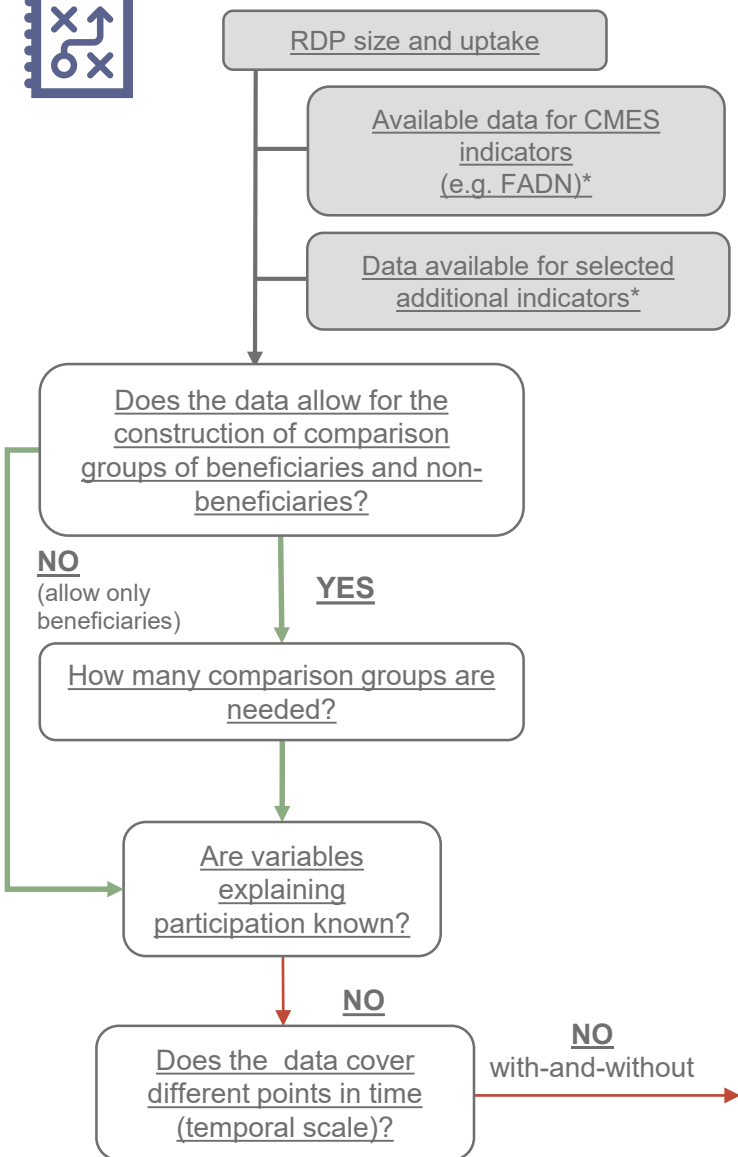 RDP size and uptake
Available data for CMES
indicators
(e.g. FADN)*
Data available for selected
additional indicators*
Does the data allow for the
construction of comparison
groups of beneficiaries and non-
beneficiaries?
NO
(allow only
beneficiaries)
YES
How many comparison groups are
needed?
Are variables
explaining
participation known?
NO
Does the  data cover
different points in time
(temporal scale)?
NO
with-and-without